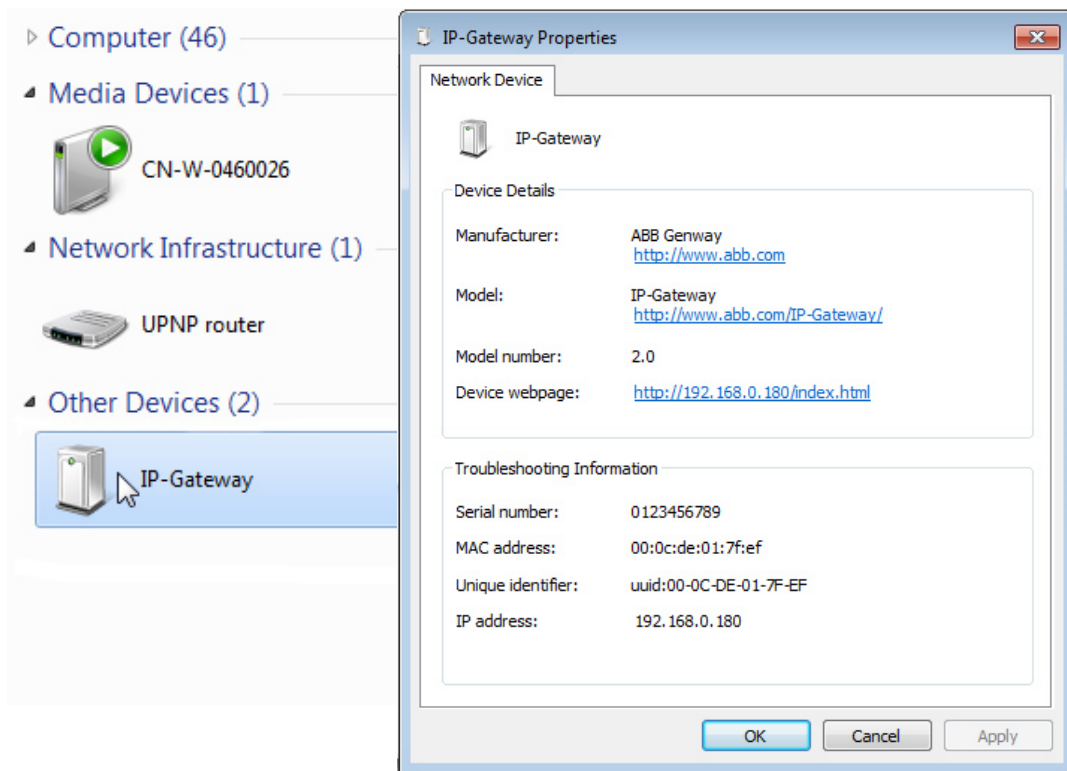 Computer (46)
Media Devices (1)
CN-W-0460026
Network Infrastructure (1)
UPNP router
Other Devices (2)
IP-Gateway
IP-Gateway Properties
Network Device
IP-Gateway
Device Details
Manufacturer: ABB Genway
http://www.abb.com
Model: IP-Gateway
http://www.abb.com/IP-Gateway/
Model number: 2.0
Device webpage: http://192.168.0.180/index.html
Troubleshooting Information
Serial number: 0123456789
MAC address: 00:0c:de:01:7f:ef
Unique identifier: uuid:00-0C-DE-01-7F-EF
IP address: 192.168.0.180
OK Cancel Apply